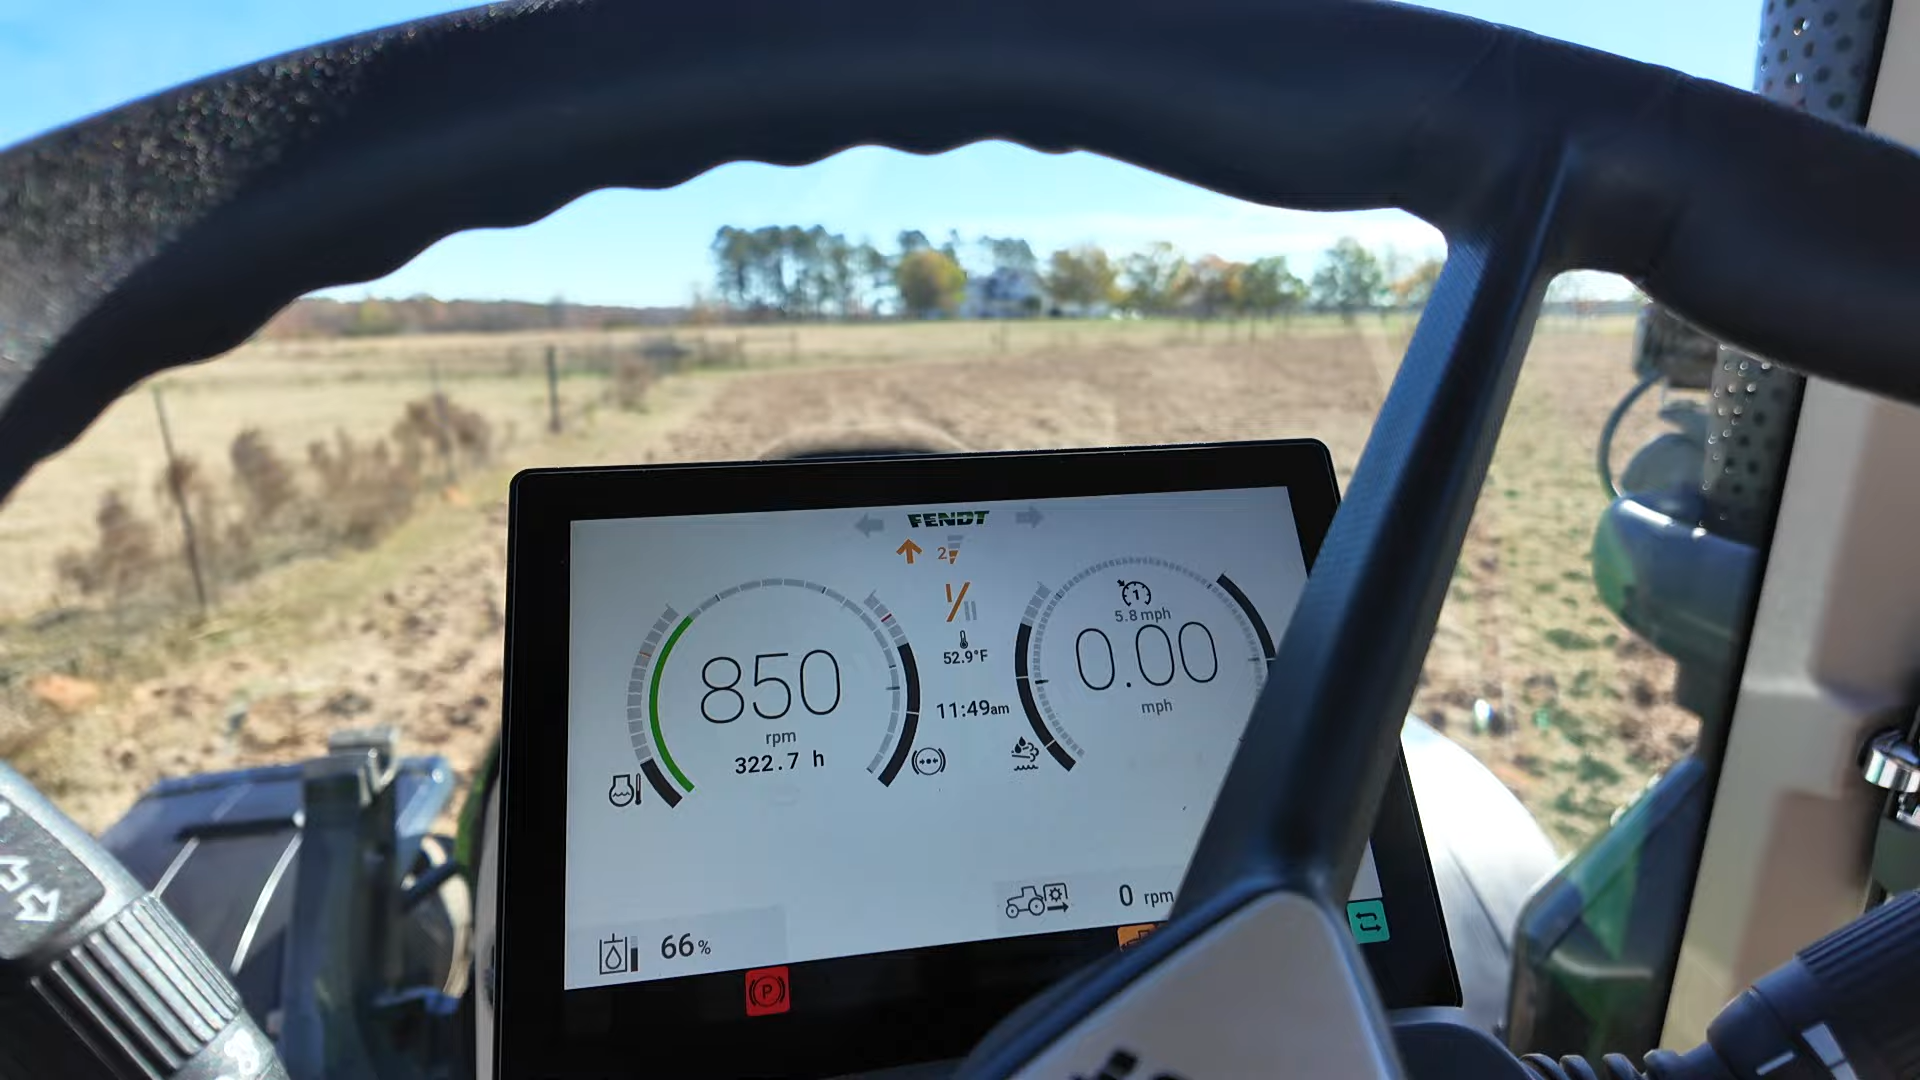 FENDT
2
1
5.8 mph
850
rpm
322.7 h
52.9°F
11:49am
0.00
mph
0 rpm
66%
P